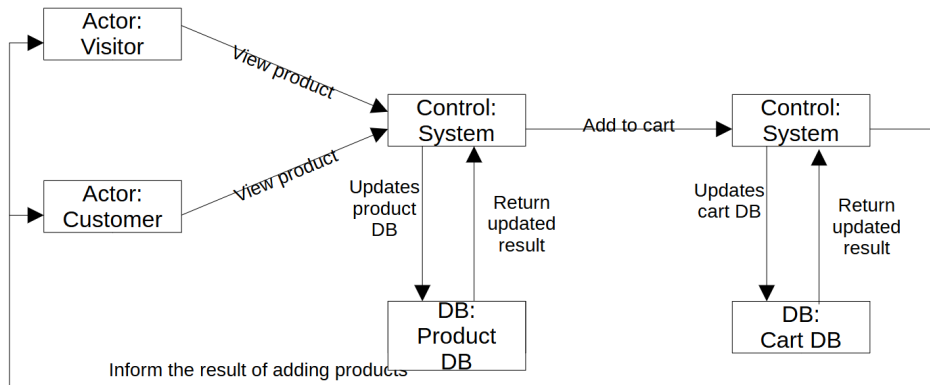 Actor:
Visitor
View product
Control:
System
Add to cart
Control:
System
View product
Actor:
Customer
Updates
product
DB
Return
updated
result
Updates
cart DB
Return
updated
result
DB:
Product
DB
DB:
Cart DB
Inform the result of adding products